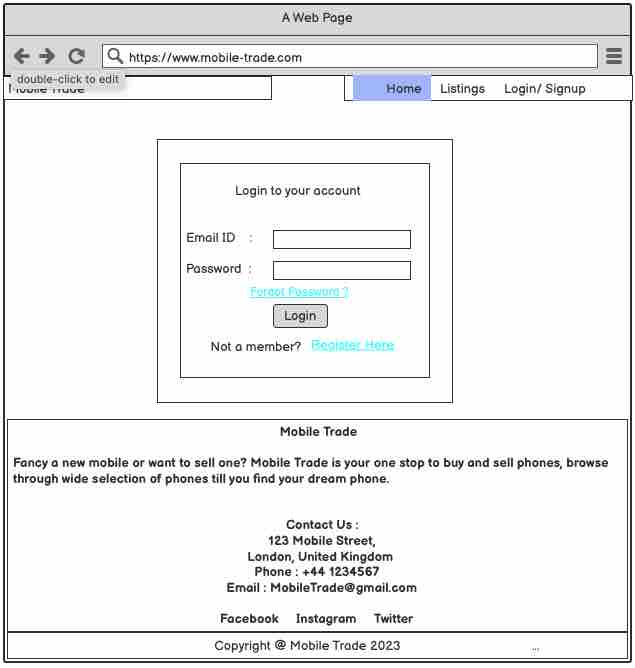 A Web Page
https://www.mobile-trade.com
double-click to edit
Mobile Trade
Home Listings Login/ Signup
Login to your account
Email ID :
Password :
Forgot Password ?
Login
Not a member? Register Here
Mobile Trade
Fancy a new mobile or want to sell one? Mobile Trade is your one stop to buy and sell phones, browse
through wide selection of phones till you find your dream phone.
Contact Us :
123 Mobile Street,
London, United Kingdom
Phone : +44 1234567
Email : MobileTrade@gmail.com
Facebook Instagram Twitter
Copyright @ Mobile Trade 2023 ...